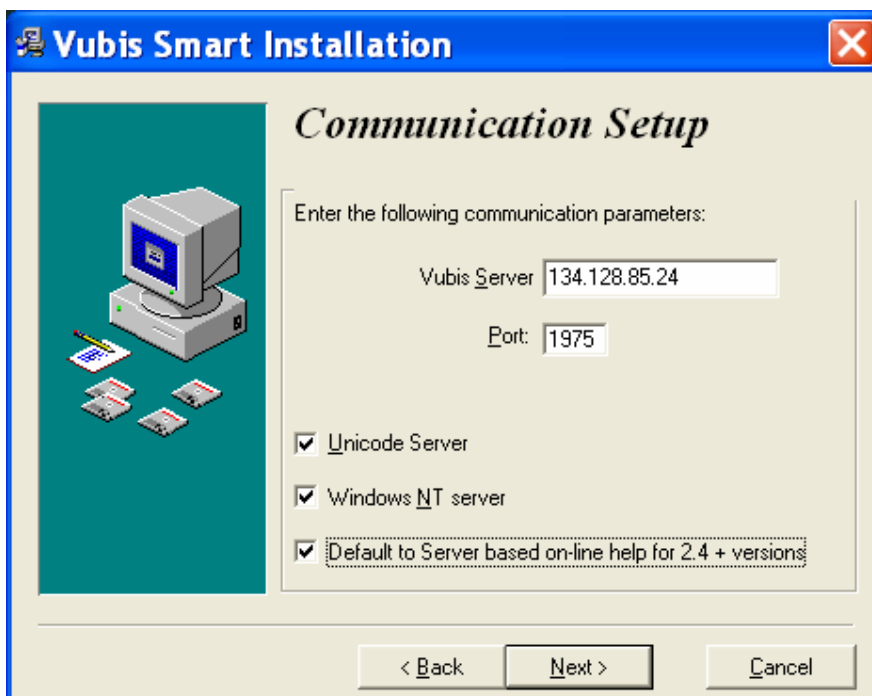 Vubis Smart Installation
Communication Setup
Enter the following communication parameters:
Vubis Server 134.128.85.24
Port: 1975
Unicode Server
Windows NT server
Default to Server based on-line help for 2.4 + versions
< Back Next > Cancel